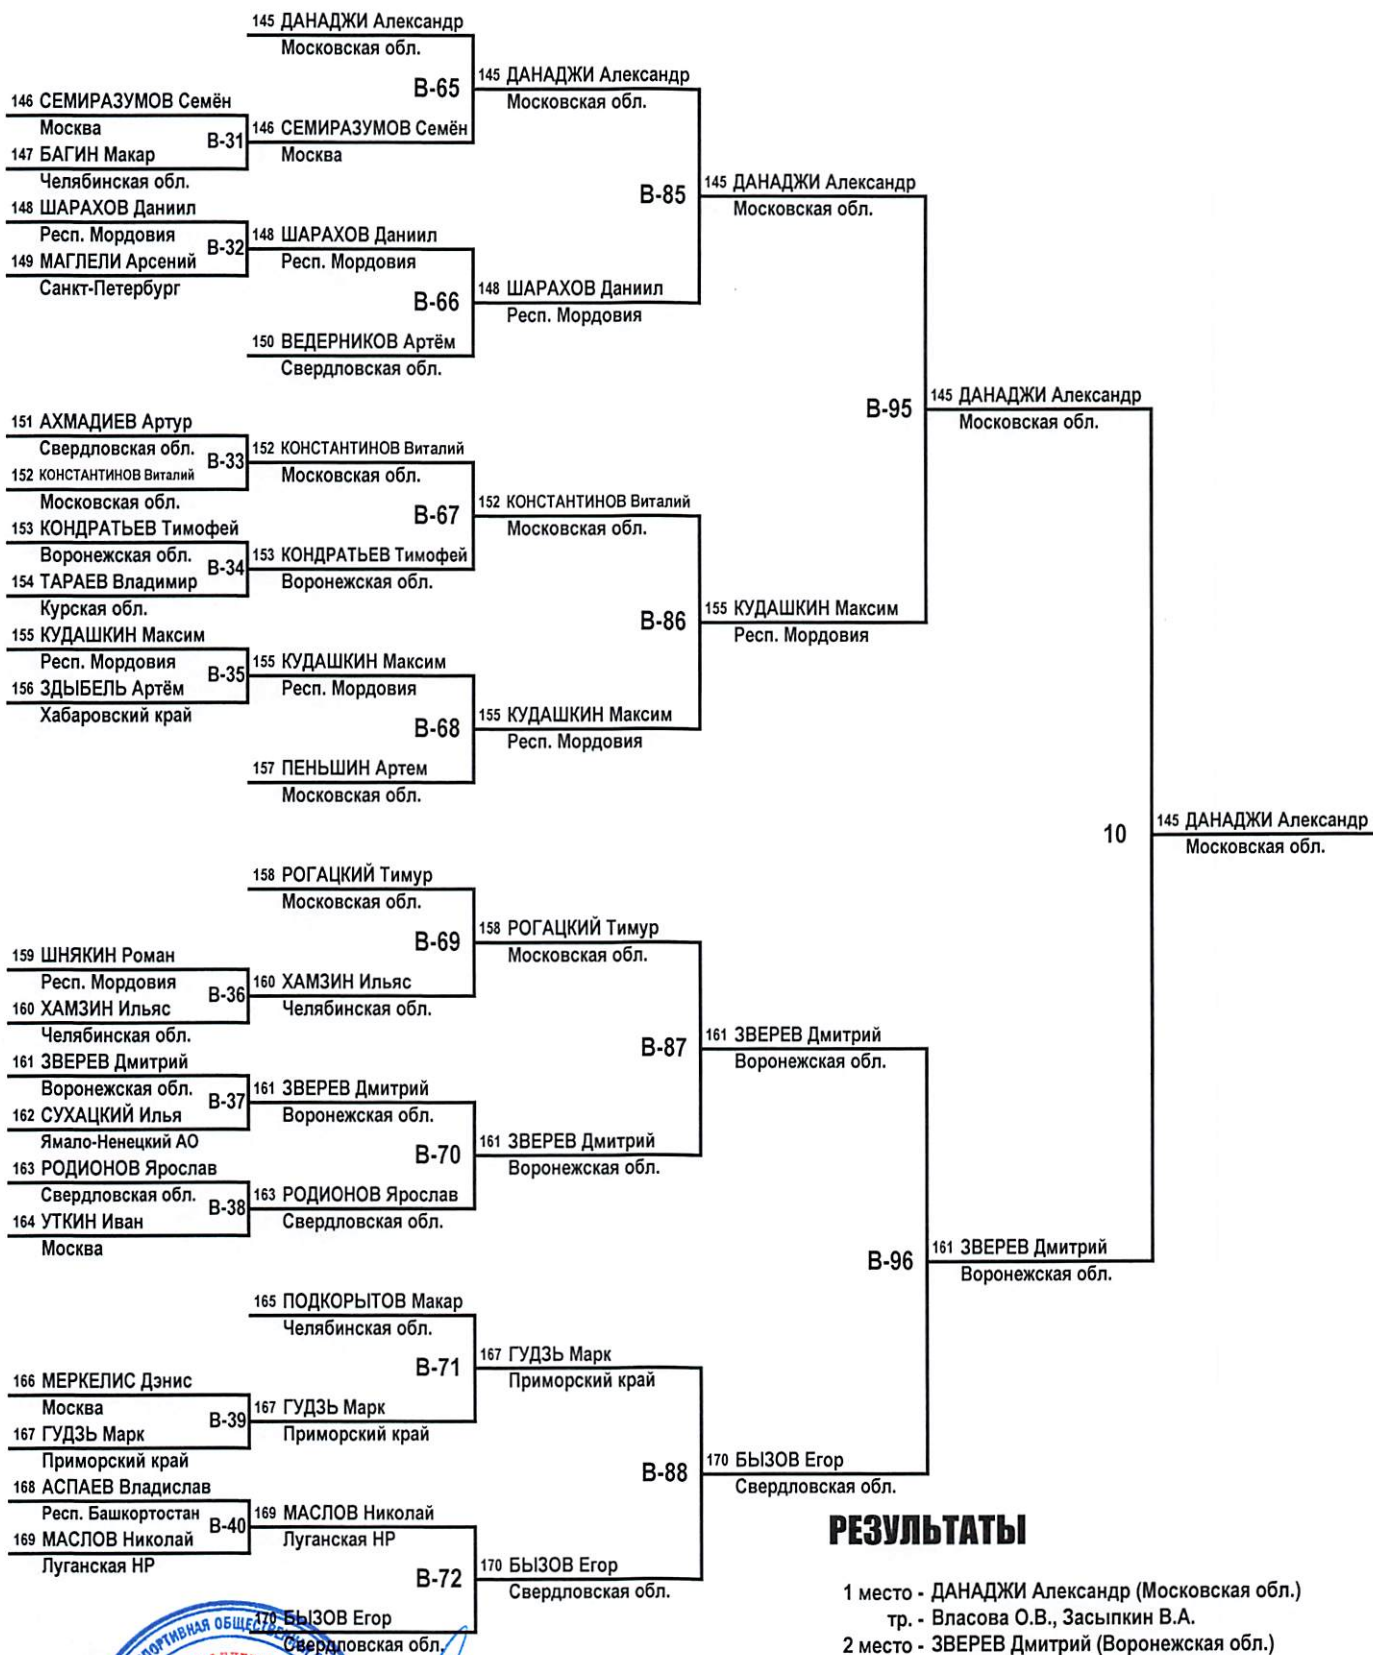 145 ДАНАДЖИ Александр
Московская обл.
В-65
145 ДАНАДЖИ Александр
Московская обл.
146 СЕМИРАЗУМОВ Семён
Москва
В-31
146 СЕМИРАЗУМОВ Семён
Москва
147 БАГИН Макар
Челябинская обл.
В-85
145 ДАНАДЖИ Александр
Московская обл.
148 ШАРАХОВ Даниил
Респ. Мордовия
В-32
148 ШАРАХОВ Даниил
Респ. Мордовия
149 МАГЛЕЛИ Арсений
Санкт-Петербург
В-66
148 ШАРАХОВ Даниил
Респ. Мордовия
150 ВЕДЕРНИКОВ Артём
Свердловская обл.
В-95
145 ДАНАДЖИ Александр
Московская обл.
151 АХМАДИЕВ Артур
Свердловская обл.
В-33
152 КОНСТАНТИНОВ Виталий
Московская обл.
152 КОНСТАНТИНОВ Виталий
Московская обл.
В-67
152 КОНСТАНТИНОВ Виталий
Московская обл.
153 КОНДРАТЬЕВ Тимофей
Воронежская обл.
В-34
153 КОНДРАТЬЕВ Тимофей
Воронежская обл.
154 ТАРАЕВ Владимир
Курская обл.
В-86
155 КУДАШКИН Максим
Респ. Мордовия
155 КУДАШКИН Максим
Респ. Мордовия
В-35
155 КУДАШКИН Максим
Респ. Мордовия
156 ЗДЫБЕЛЬ Артём
Хабаровский край
В-68
155 КУДАШКИН Максим
Респ. Мордовия
157 ПЕНЬШИН Артем
Московская обл.
10
145 ДАНАДЖИ Александр
Московская обл.
158 РОГАЦКИЙ Тимур
Московская обл.
В-69
158 РОГАЦКИЙ Тимур
Московская обл.
159 ШНЯКИН Роман
Респ. Мордовия
В-36
160 ХАМЗИН Ильяс
Челябинская обл.
160 ХАМЗИН Ильяс
Челябинская обл.
В-87
161 ЗВЕРЕВ Дмитрий
Воронежская обл.
161 ЗВЕРЕВ Дмитрий
Воронежская обл.
В-37
161 ЗВЕРЕВ Дмитрий
Воронежская обл.
162 СУХАЦКИЙ Илья
Ямало-Ненецкий АО
В-70
161 ЗВЕРЕВ Дмитрий
Воронежская обл.
163 РОДИОНОВ Ярослав
Свердловская обл.
В-38
163 РОДИОНОВ Ярослав
Свердловская обл.
164 УТКИН Иван
Москва
В-96
161 ЗВЕРЕВ Дмитрий
Воронежская обл.
165 ПОДКОРЫТОВ Макар
Челябинская обл.
В-71
167 ГУДЗЬ Марк
Приморский край
166 МЕРКЕЛИС Дэнис
Москва
В-39
167 ГУДЗЬ Марк
Приморский край
167 ГУДЗЬ Марк
Приморский край
В-88
170 БЫЗОВ Егор
Свердловская обл.
168 АСПАЕВ Владислав
Респ. Башкортостан
В-40
169 МАСЛОВ Николай
Луганская НР
169 МАСЛОВ Николай
Луганская НР
В-72
170 БЫЗОВ Егор
Свердловская обл.
170 БЫЗОВ Егор
Свердловская обл.
РЕЗУЛЬТАТЫ
1 место - ДАНАДЖИ Александр (Московская обл.)
тр. - Власова О.В., Засыпкин В.А.
2 место - ЗВЕРЕВ Дмитрий (Воронежская обл.)